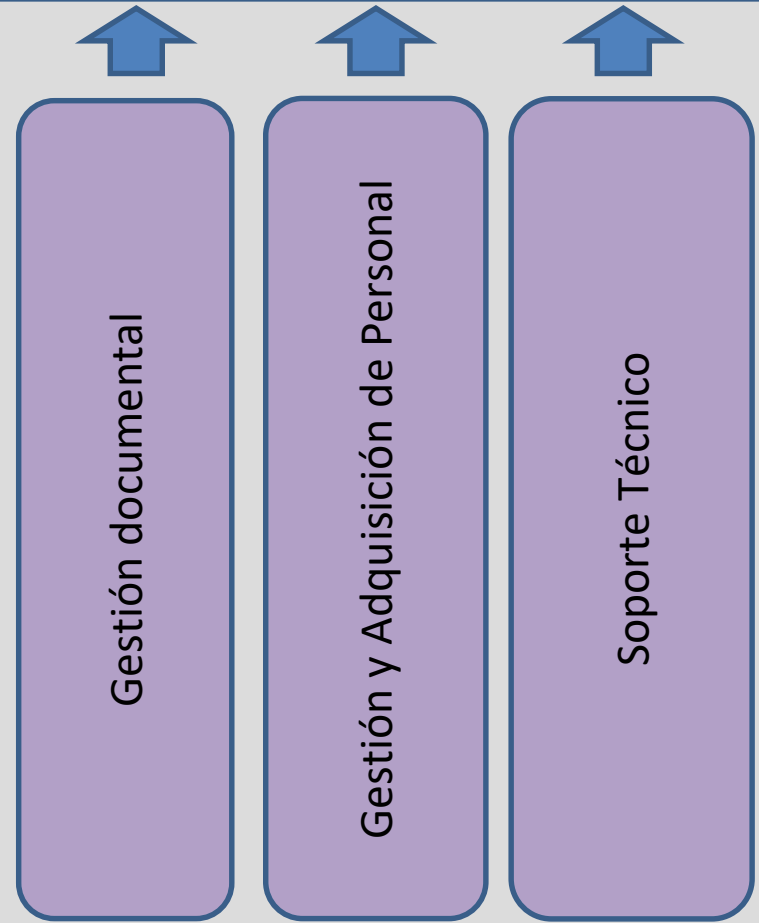 Gestión documental
Gestión y Adquisición de Personal
Soporte Técnico